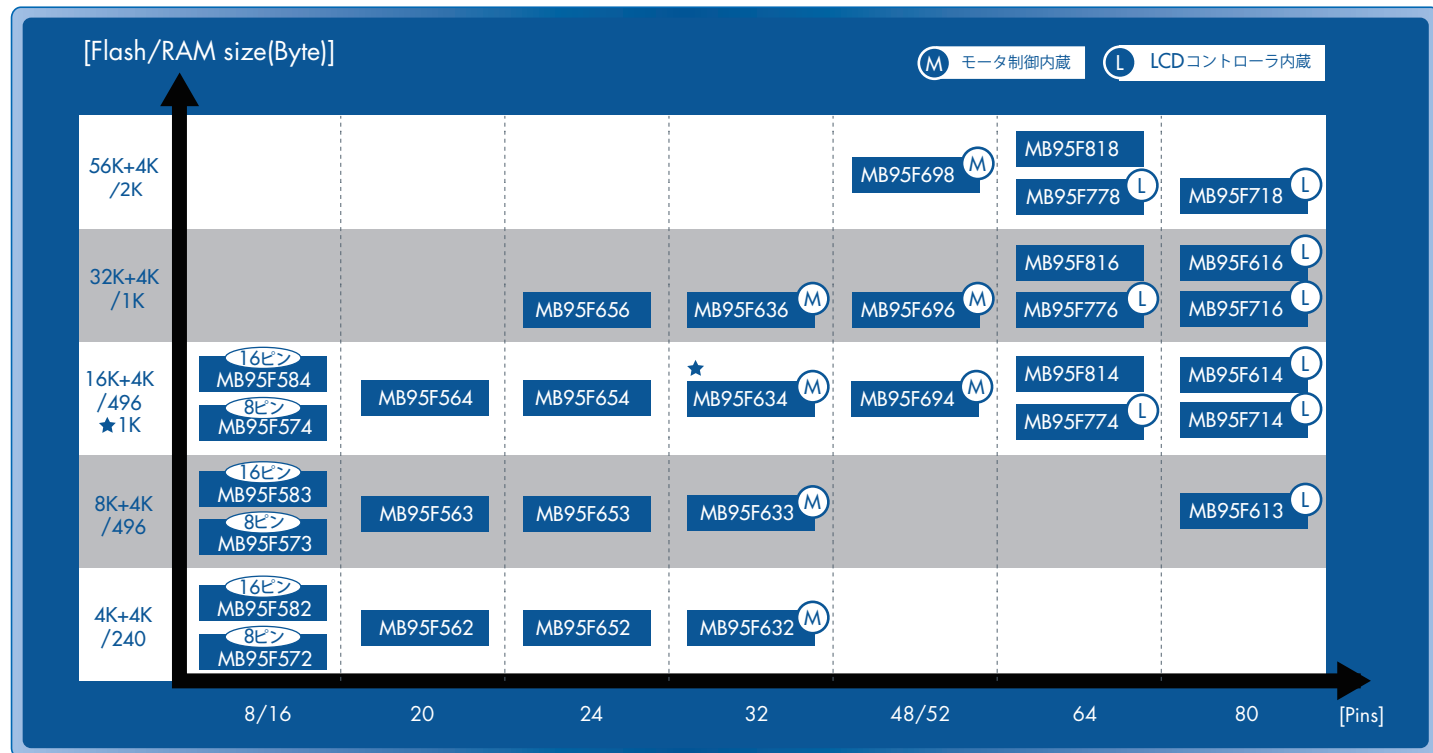 [Flash/RAM size(Byte)]
M モータ制御内蔵
L LCDコントローラ内蔵
56K+4K
/2K
MB95F698 M
MB95F818
MB95F778 L
MB95F718 L
32K+4K
/1K
MB95F656
MB95F636 M
MB95F696 M
MB95F816
MB95F776 L
MB95F616 L
MB95F716 L
16K+4K
/496
★1K
16ピン
MB95F584
8ピン
MB95F574
MB95F564
MB95F654
★
MB95F634 M
MB95F694 M
MB95F814
MB95F774 L
MB95F614 L
MB95F714 L
8K+4K
/496
16ピン
MB95F583
8ピン
MB95F573
MB95F563
MB95F653
MB95F633 M
MB95F613 L
4K+4K
/240
16ピン
MB95F582
8ピン
MB95F572
MB95F562
MB95F652
MB95F632 M
8/16 20 24 32 48/52 64 80 [Pins]